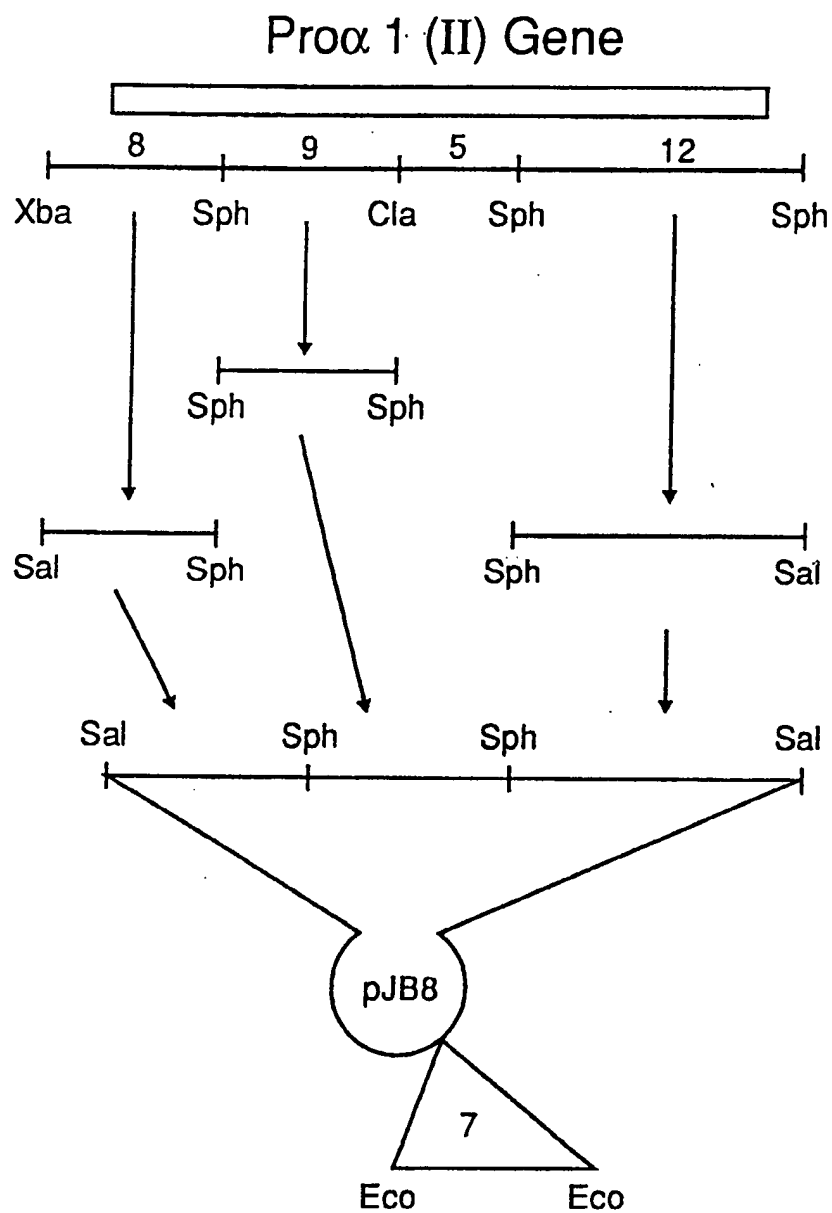 Proα 1 (II) Gene
8 9 5 12
Xba Sph Cla Sph Sph
Sph Sph
Sal Sph Sph Sal
Sal Sph Sph Sal
pJB8
7
Eco Eco